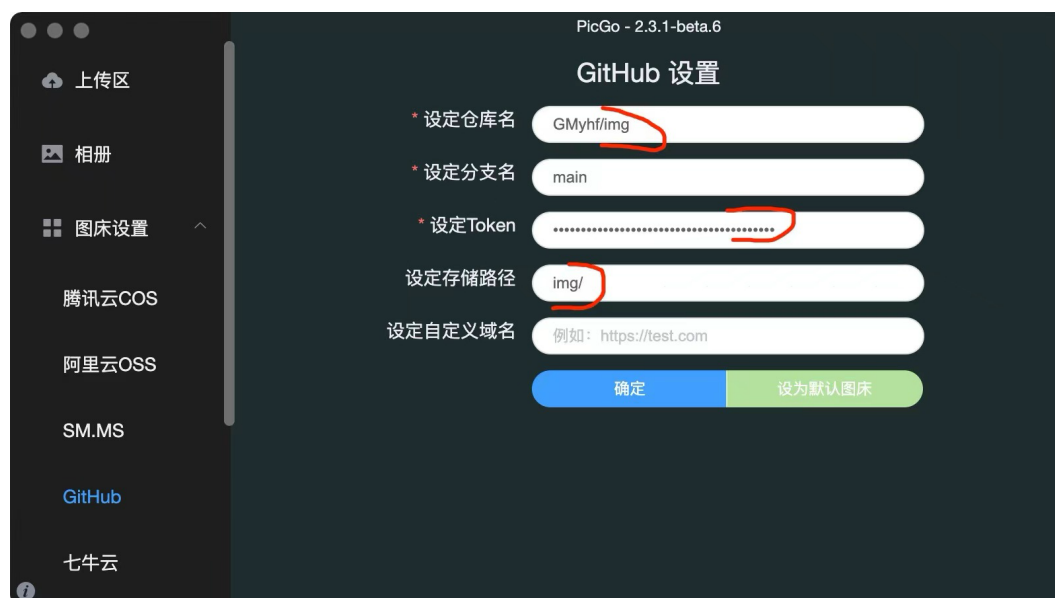 PicGo - 2.3.1-beta.6
上传区
相册
图床设置
腾讯云COS
阿里云OSS
SM.MS
GitHub
七牛云
GitHub 设置
* 设定仓库名 GMyhf/img
* 设定分支名 main
* 设定Token ••••••••••••••••••••••••••••••••••••••••
设定存储路径 img/
设定自定义域名 例如：https://test.com
确定 设为默认图床